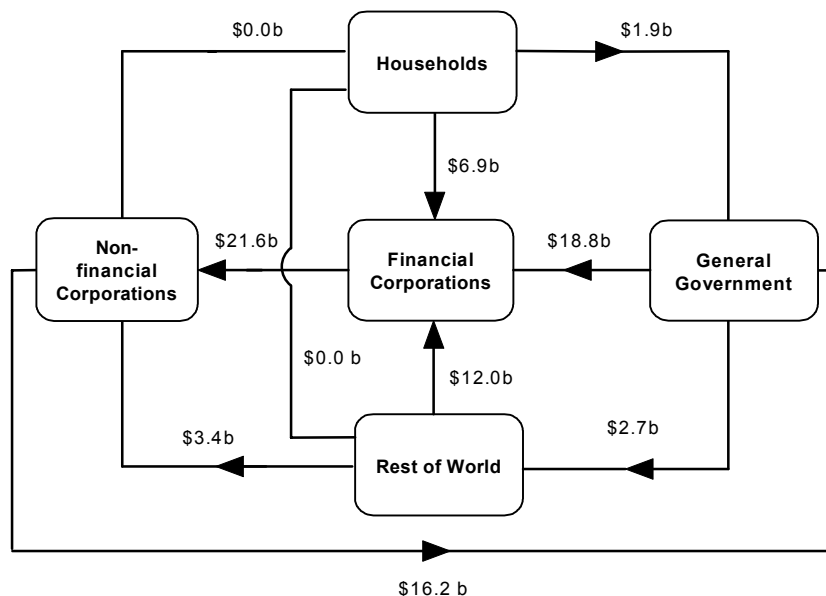 $0.0b
$1.9b
Households
$6.9b
Non-
financial
Corporations
$21.6b
Financial
Corporations
$18.8b
General
Government
$0.0 b
$12.0b
$3.4b
$2.7b
Rest of World
$16.2 b